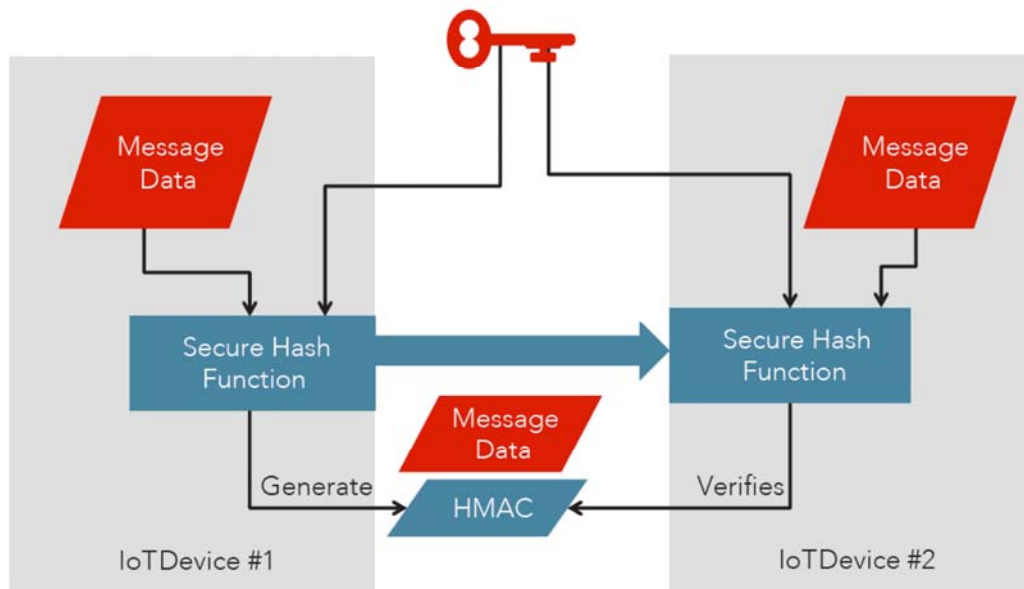 Message
Data
Message
Data
Secure Hash
Function
Secure Hash
Function
Message
Data
Generate
HMAC
Verifies
IoTDevice #1
IoTDevice #2